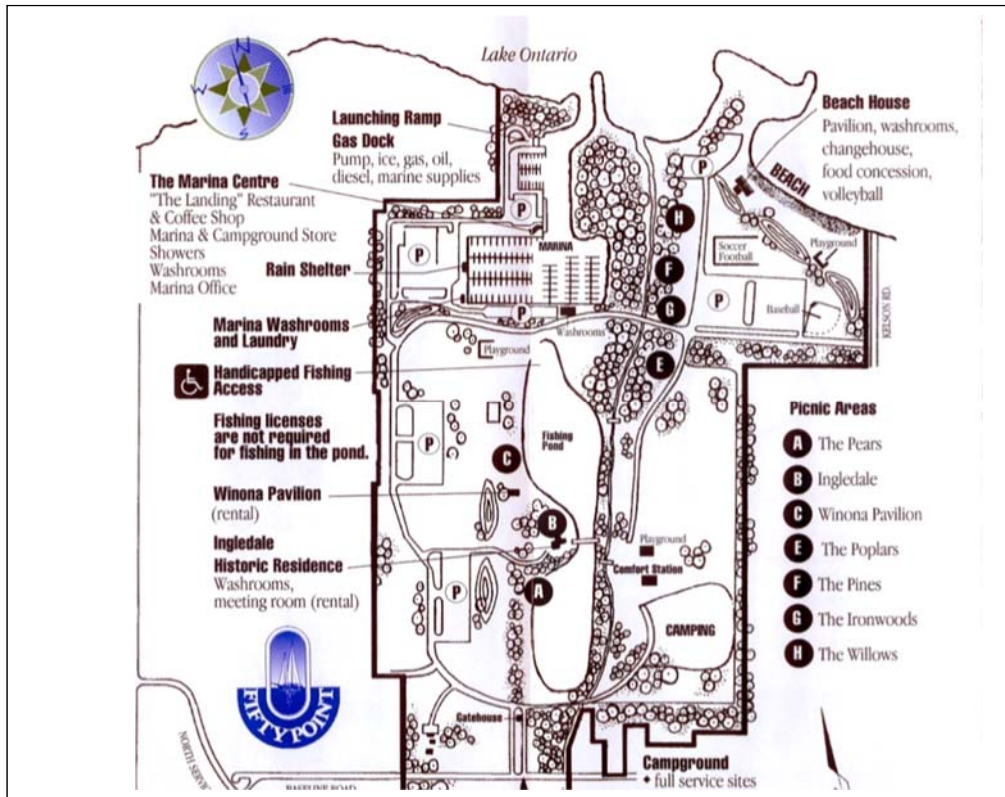 N
W
E
S
Lake Ontario
Launching Ramp
Gas Dock
Pump, ice, gas, oil,
diesel, marine supplies
The Marina Centre
"The Landing" Restaurant
& Coffee Shop
Marina & Campground Store
Showers
Washrooms
Marina Office
Rain Shelter
Marina Washrooms
and Laundry
Handicapped Fishing
Access
Fishing licenses
are not required
for fishing in the pond.
Winona Pavilion
(rental)
Ingledale
Historic Residence
Washrooms,
meeting room (rental)
FIFTY POINT
NORTH
BASELINE ROAD
P
P
P
MARINA
Washrooms
Playground
P
C
Fishing
Pond
B
A
P
Gatehouse
H
F
G
E
P
Soccer
Football
P
Baseball
Playground
BEACH
KELSON RD.
Playground
Comfort Station
CAMPING
Beach House
Pavilion, washrooms,
changehouse,
food concession,
volleyball
Picnic Areas
A The Pears
B Ingledale
C Winona Pavilion
E The Poplars
F The Pines
G The Ironwoods
H The Willows
Campground
• full service sites